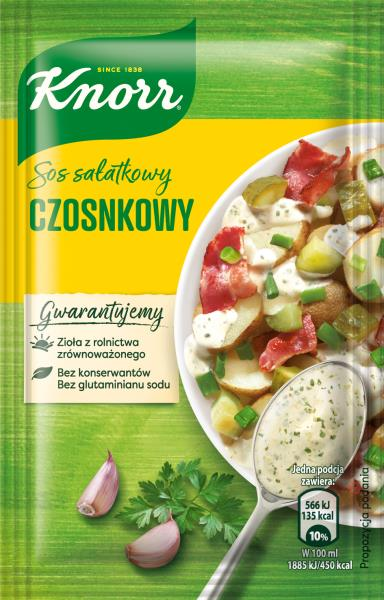 SINCE 1838
Knorr
Sos sałatkowy
CZOSNKOWY
Gwarantujemy
Zioła z rolnictwa
zrównoważonego
Bez konserwantów
Bez glutaminianu sodu
Jedna podcja
zawiera:
566 kJ
135 kcal
10%
W 100 ml
1885 kJ/450 kcal
Propozycja podania